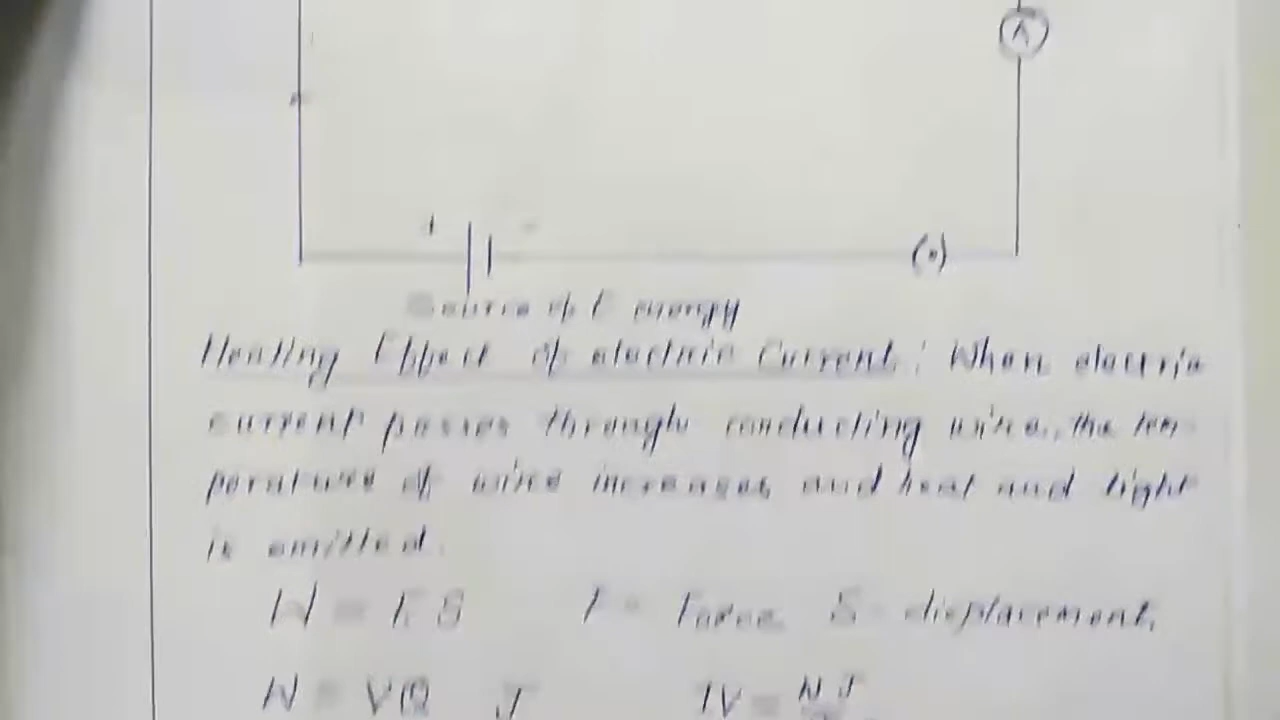 A
+ -
(.)
Source of E energy
Heating Effect of electric Current: When electric
current passes through conducting wire, the tem-
perature of wire increases and heat and light
is emitted.
W = F S F = Force S = displacement
W = VQ J 1V =